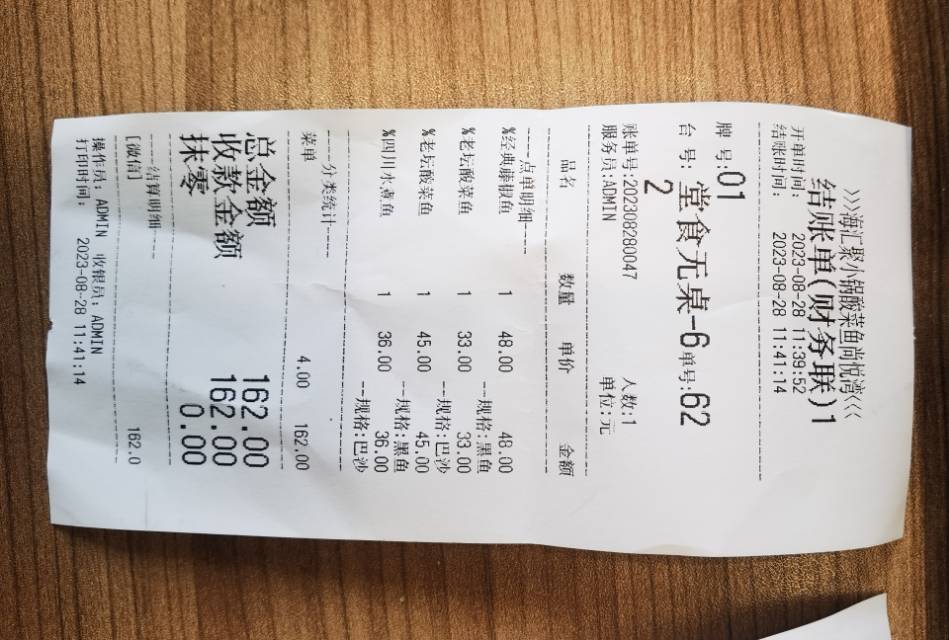 >>>海汇聚小锅酸菜鱼尚悦湾<<<
结账单(财务联)1
开单时间: 2023-08-28 11:39:52
结账时间: 2023-08-28 11:41:14
牌 号:01
台 号: 堂食无桌-6 单号:62
2
账单号:202308280047 人数:1
服务员:ADMIN 单位:元
品名 数量 单价 金额
----点单明细----
%经典藤椒鱼 1 48.00 48.00
--规格:黑鱼
%老坛酸菜鱼 1 33.00 33.00
--规格:巴沙
%老坛酸菜鱼 1 45.00 45.00
--规格:黑鱼
%四川水煮鱼 1 36.00 36.00
--规格:巴沙
----分类统计----
菜单 4.00 162.00
总金额 162.00
收款金额 162.00
抹零 0.00
----结算明细----
[微信] 162.0
操作员: ADMIN 收银员: ADMIN
打印时间: 2023-08-28 11:41:14